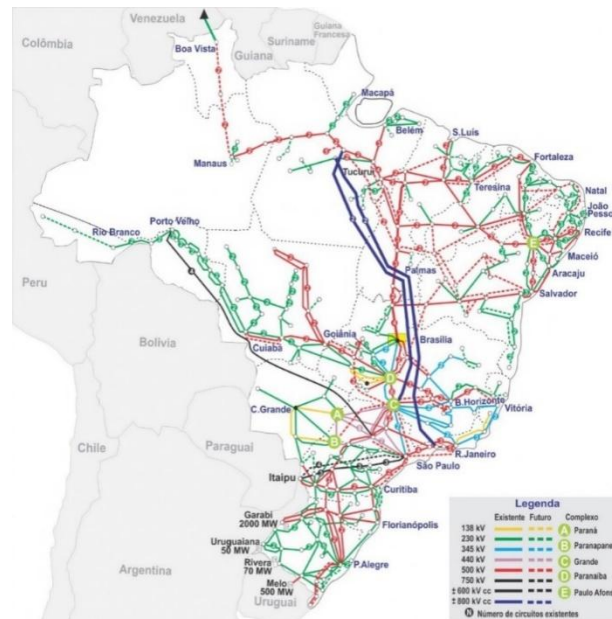 Venezuela
Guiana
Francesa
Suriname
Colômbia
Guiana
Boa Vista
Macapá
Belém
S.Luis
Manaus
Tucuruí
Fortaleza
Teresina
Natal
João
Pesso
Recife
Porto Velho
Rio Branco
E
Maceió
Palmas
Aracaju
Salvador
Peru
Bolívia
Goiânia
Brasília
Cuiabá
D
C
B.Horizonte
Vitória
C.Grande
A
B
Chile
Paraguai
R.Janeiro
São Paulo
Itaipu
Curitiba
Garabi
2000 MW
Florianópolis
Uruguaiana
50 MW
Rivera
70 MW
P.Alegre
Melo
500 MW
Argentina
Uruguai
Legenda
Existente Futuro Complexo
138 kV A Paraná
230 kV
345 kV B Paranapane
440 kV C Grande
500 kV D Paranaíba
750 kV
±600 kV cc E Paulo Afons
±800 kV cc
N Número de circuitos existentes